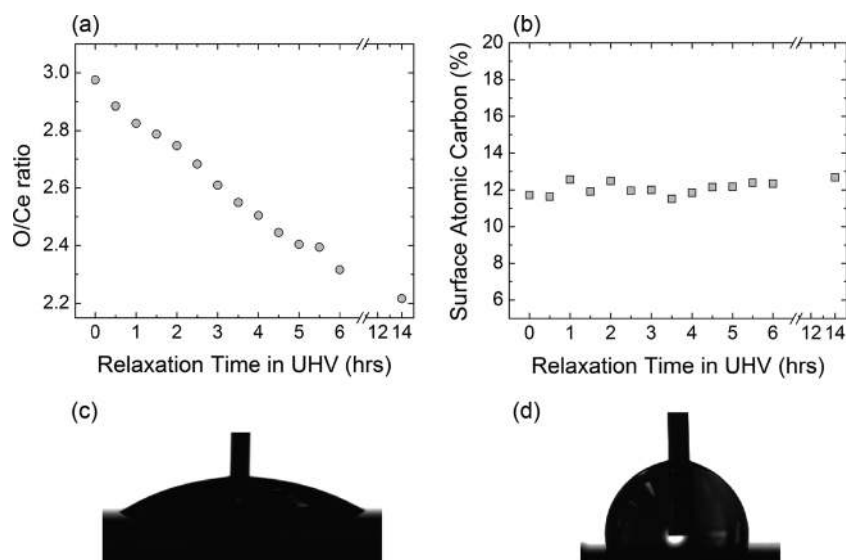 (a)
3.0
2.8
2.6
2.4
2.2
O/Ce ratio
0 1 2 3 4 5 6 12 14
Relaxation Time in UHV (hrs)
(b)
20
18
16
14
12
10
8
6
Surface Atomic Carbon (%)
0 1 2 3 4 5 6 12 14
Relaxation Time in UHV (hrs)
(c)
(d)